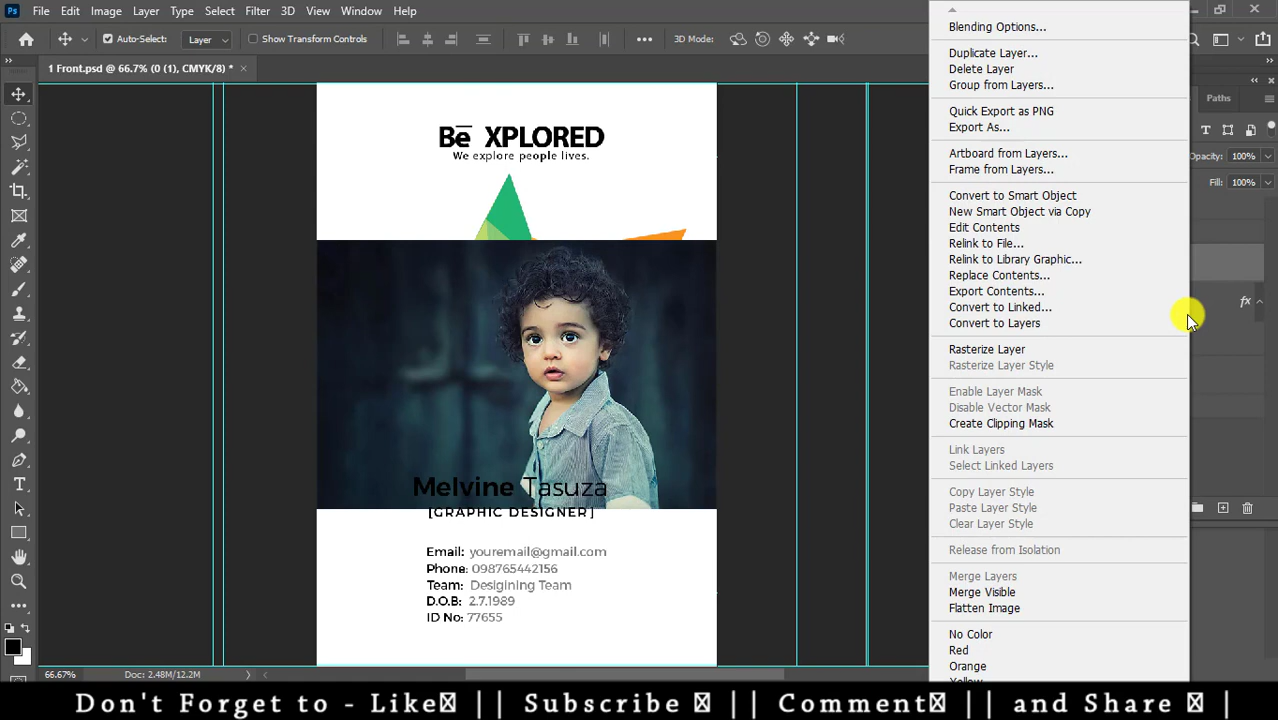 Ps File Edit Image Layer Type Select Filter 3D View Window Help
Auto-Select: Layer Show Transform Controls 3D Mode:
1 Front.psd @ 66.7% (0 (1), CMYK/8) *
Bē XPLORED
We explore people lives.
Melvine Tasuza
[GRAPHIC DESIGNER]
Email: youremail@gmail.com
Phone: 098765442156
Team: Desigining Team
D.O.B: 2.7.1989
ID No: 77655
66.67% Doc: 2.48M/12.2M
Blending Options...
Duplicate Layer...
Delete Layer
Group from Layers...
Quick Export as PNG
Export As...
Artboard from Layers...
Frame from Layers...
Convert to Smart Object
New Smart Object via Copy
Edit Contents
Relink to File...
Relink to Library Graphic...
Replace Contents...
Export Contents...
Convert to Linked...
Convert to Layers
Rasterize Layer
Rasterize Layer Style
Enable Layer Mask
Disable Vector Mask
Create Clipping Mask
Link Layers
Select Linked Layers
Copy Layer Style
Paste Layer Style
Clear Layer Style
Release from Isolation
Merge Layers
Merge Visible
Flatten Image
No Color
Red
Orange
Yellow
Paths
Opacity: 100%
Fill: 100%
fx
Don't Forget to - Like || Subscribe || Comment || and Share |